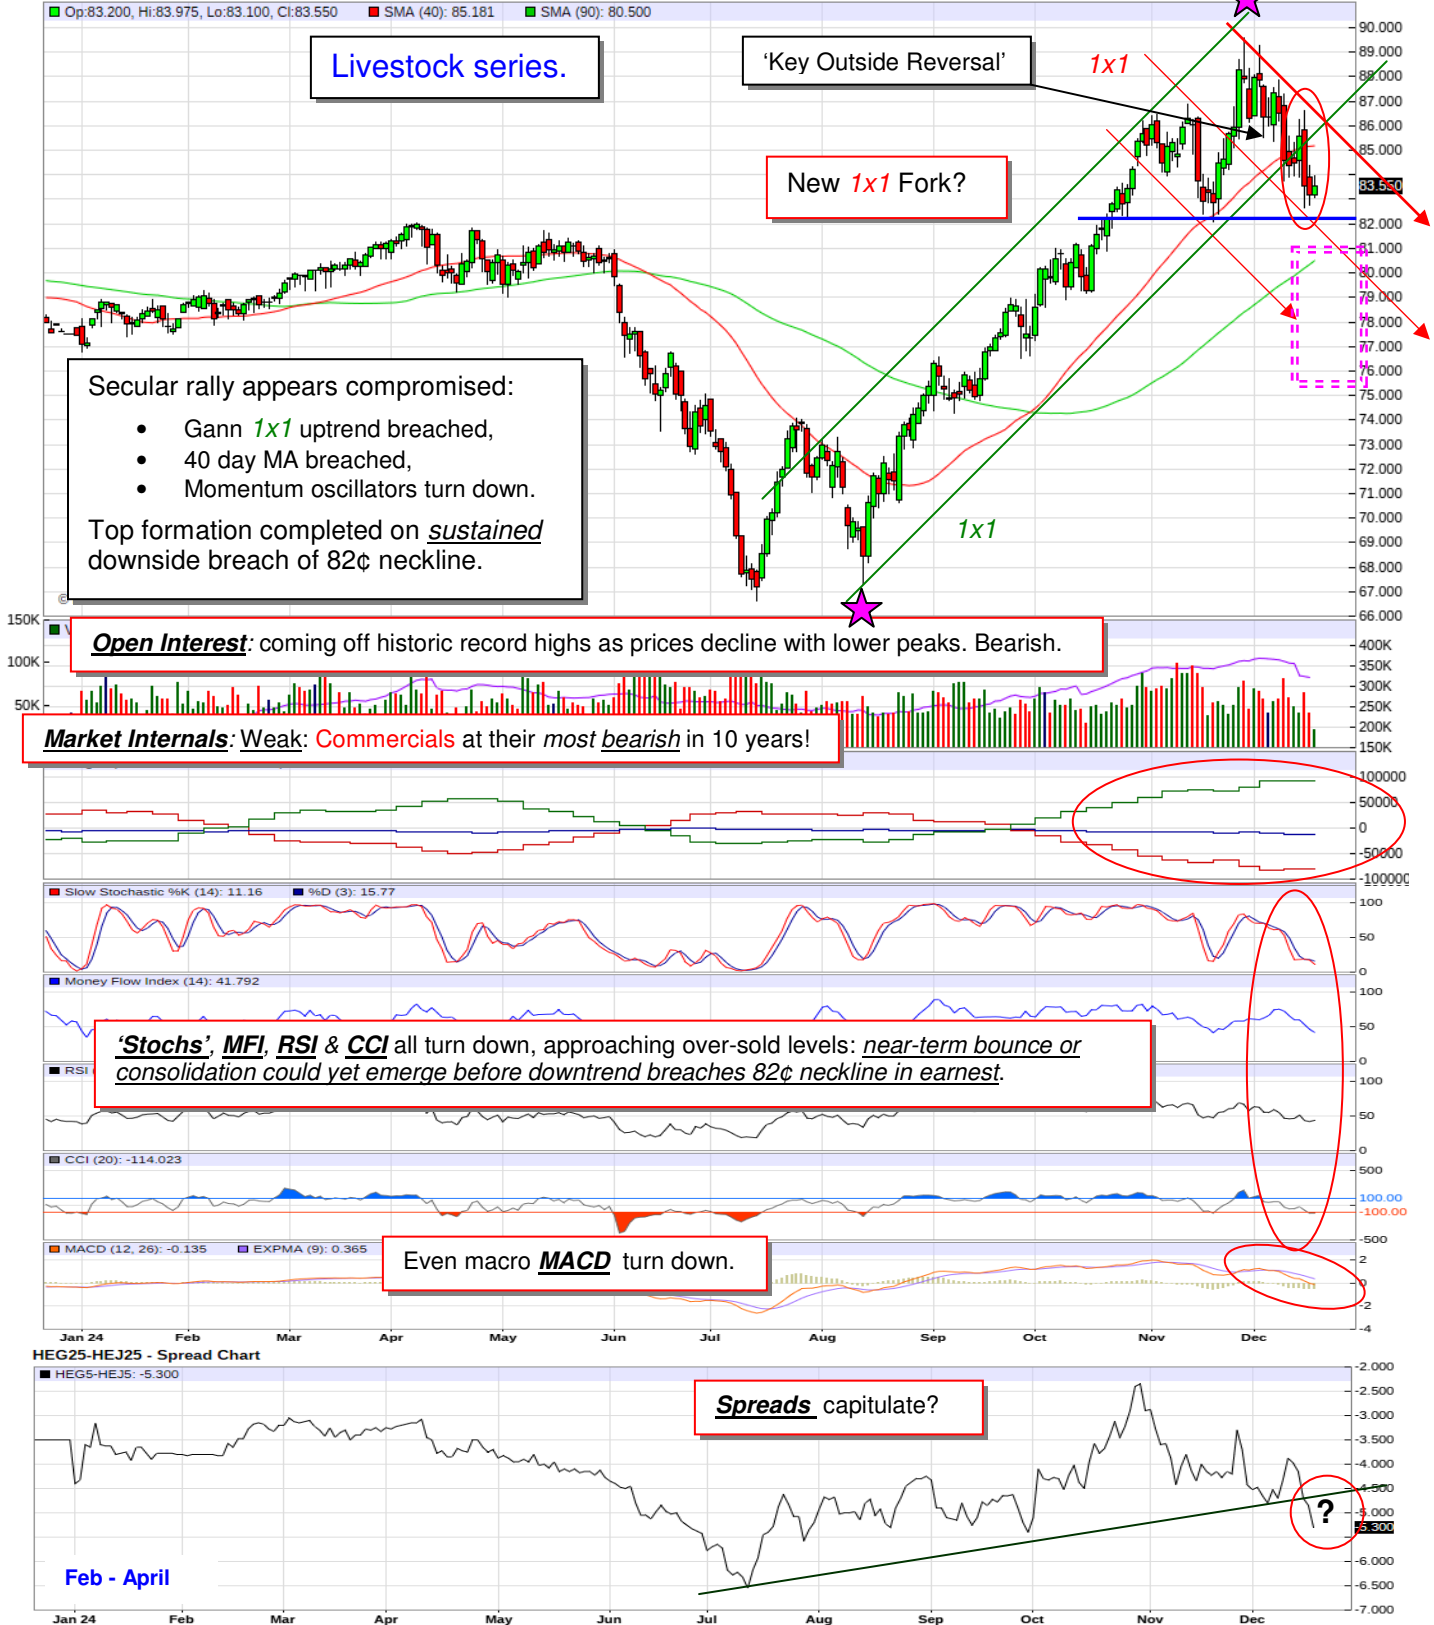 Op:83.200, Hi:83.975, Lo:83.100, Cl:83.550 SMA (40): 85.181 SMA (90): 80.500
Livestock series.
'Key Outside Reversal'
1x1
New 1x1 Fork?
90.000
89.000
88.000
87.000
86.000
85.000
83.550
82.000
81.000
80.000
79.000
78.000
77.000
76.000
75.000
74.000
73.000
72.000
71.000
70.000
69.000
68.000
67.000
66.000
1x1
Secular rally appears compromised:
• Gann 1x1 uptrend breached,
• 40 day MA breached,
• Momentum oscillators turn down.
Top formation completed on sustained
downside breach of 82¢ neckline.
©
150K
100K
50K
Open Interest: coming off historic record highs as prices decline with lower peaks. Bearish.
400K
350K
300K
250K
200K
150K
Market Internals: Weak: Commercials at their most bearish in 10 years!
100000
50000
0
-50000
-100000
Slow Stochastic %K (14): 11.16 %D (3): 15.77
100
50
0
Money Flow Index (14): 41.792
100
50
0
'Stochs', MFI, RSI & CCI all turn down, approaching over-sold levels: near-term bounce or
consolidation could yet emerge before downtrend breaches 82¢ neckline in earnest.
RSI
100
50
0
CCI (20): -114.023
500
100.00
-100.00
-500
MACD (12, 26): -0.135 EXPMA (9): 0.365
Even macro MACD turn down.
2
0
-2
-4
Jan 24 Feb Mar Apr May Jun Jul Aug Sep Oct Nov Dec
HEG25-HEJ25 - Spread Chart
HEG5-HEJ5: -5.300
Spreads capitulate?
-2.000
-2.500
-3.000
-3.500
-4.000
-4.500
-5.000
-5.300
-6.000
-6.500
-7.000
?
Feb - April
Jan 24 Feb Mar Apr May Jun Jul Aug Sep Oct Nov Dec